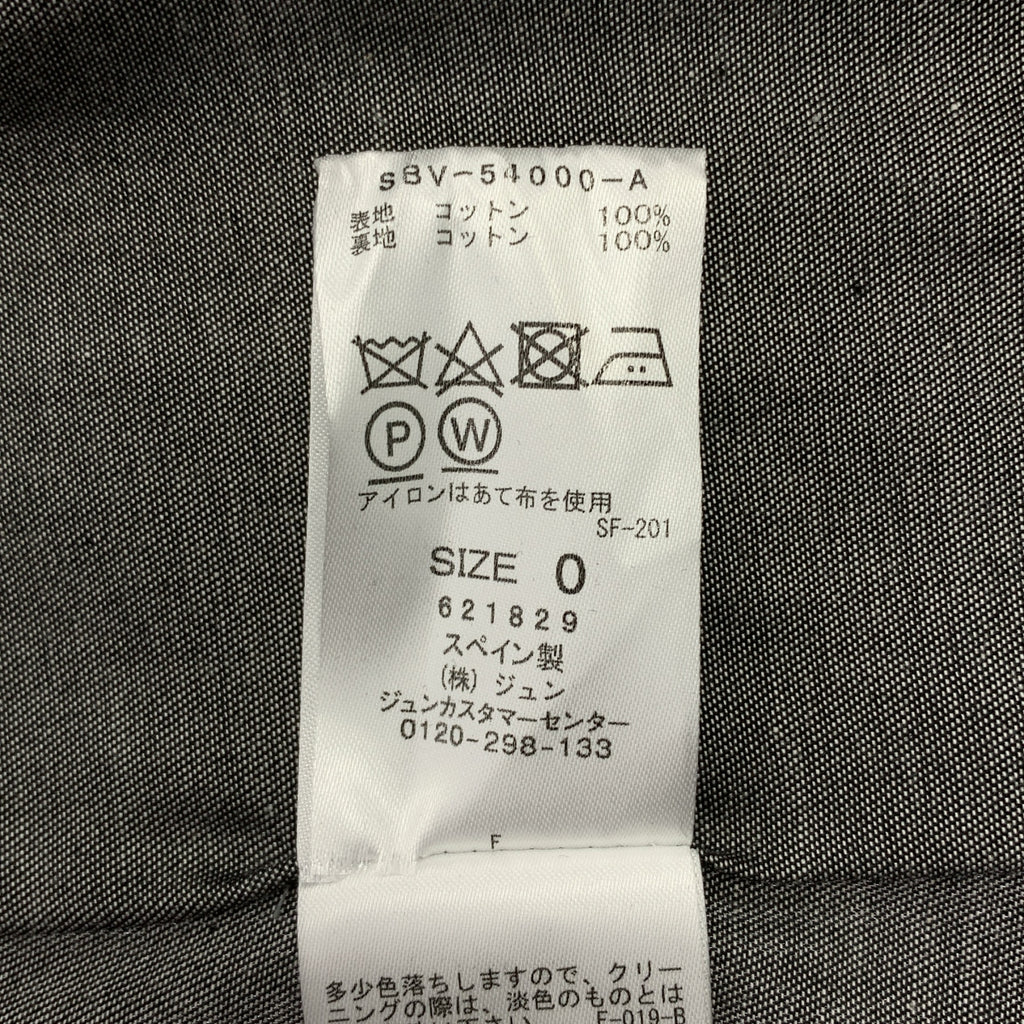 SBV-54000-A
表地 コットン 100%
裏地 コットン 100%
P W
アイロンはあて布を使用
SF-201
SIZE 0
621829
スペイン製
(株)ジュン
ジュンカスタマーセンター
0120-298-133
F
多少色落ちしますので、クリー
ニングの際は、淡色のものとは
F-019-B